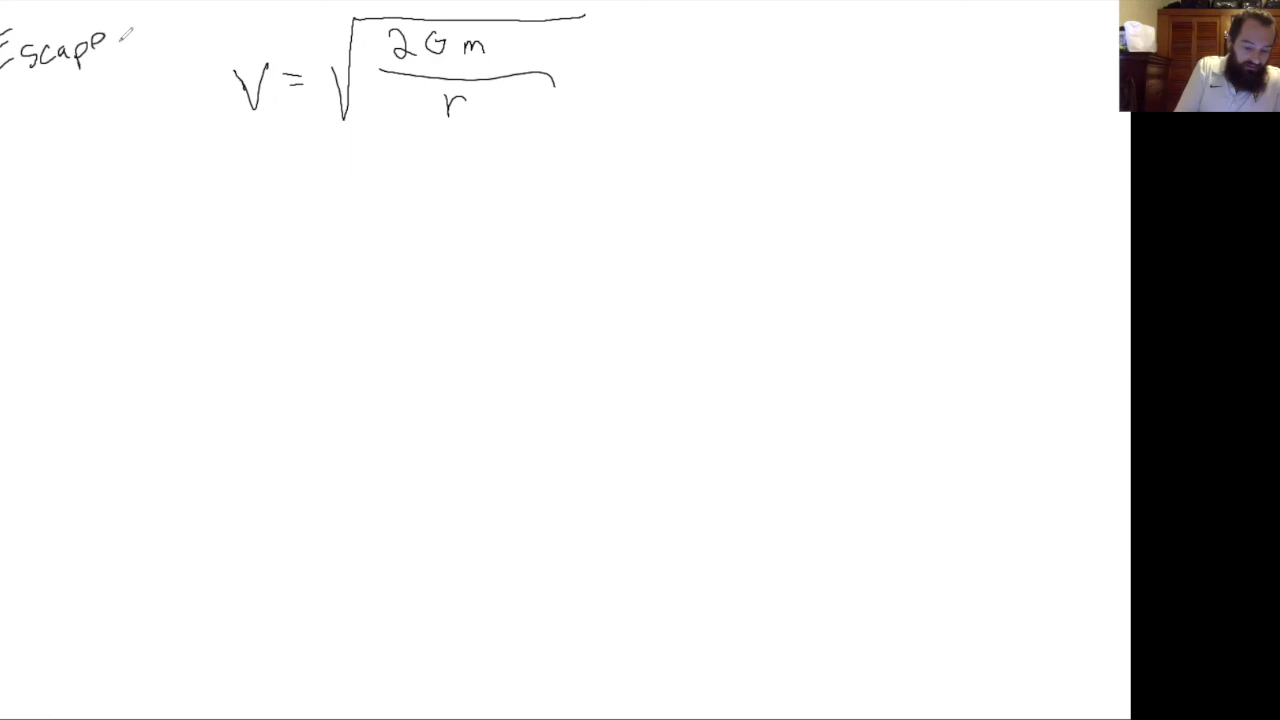 Escape
V = √(2Gm / r)